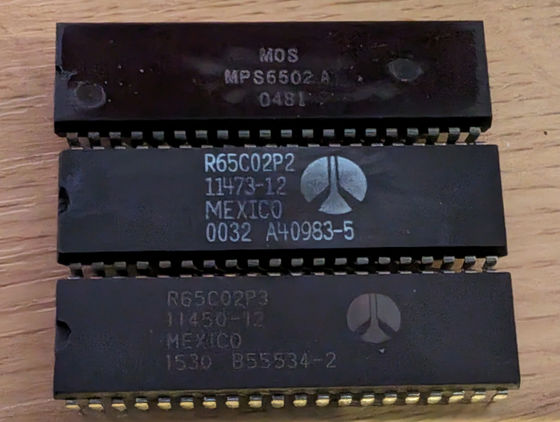 MOS
MPS6502 A
0481
R65C02P2
11473-12
MEXICO
0032 A40983-5
R65C02P3
11450-12
MEXICO
1530 B55534-2